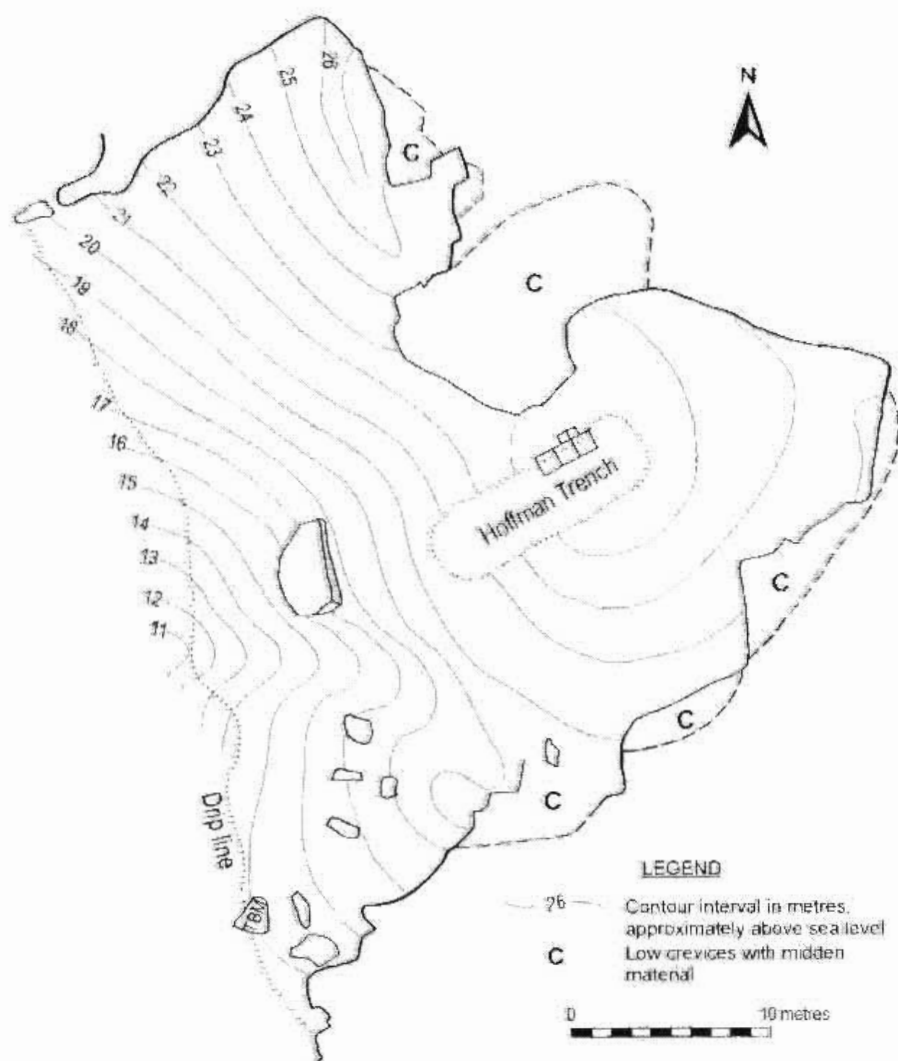 N
26
25
24
23
22
21
20
19
18
17
16
15
14
13
12
11
C
C
C
C
C
Hoffman Trench
Drip line
TBM
LEGEND
26
Contour interval in metres,
approximately above sea level
C
Low crevices with midden
material
0
10 metres